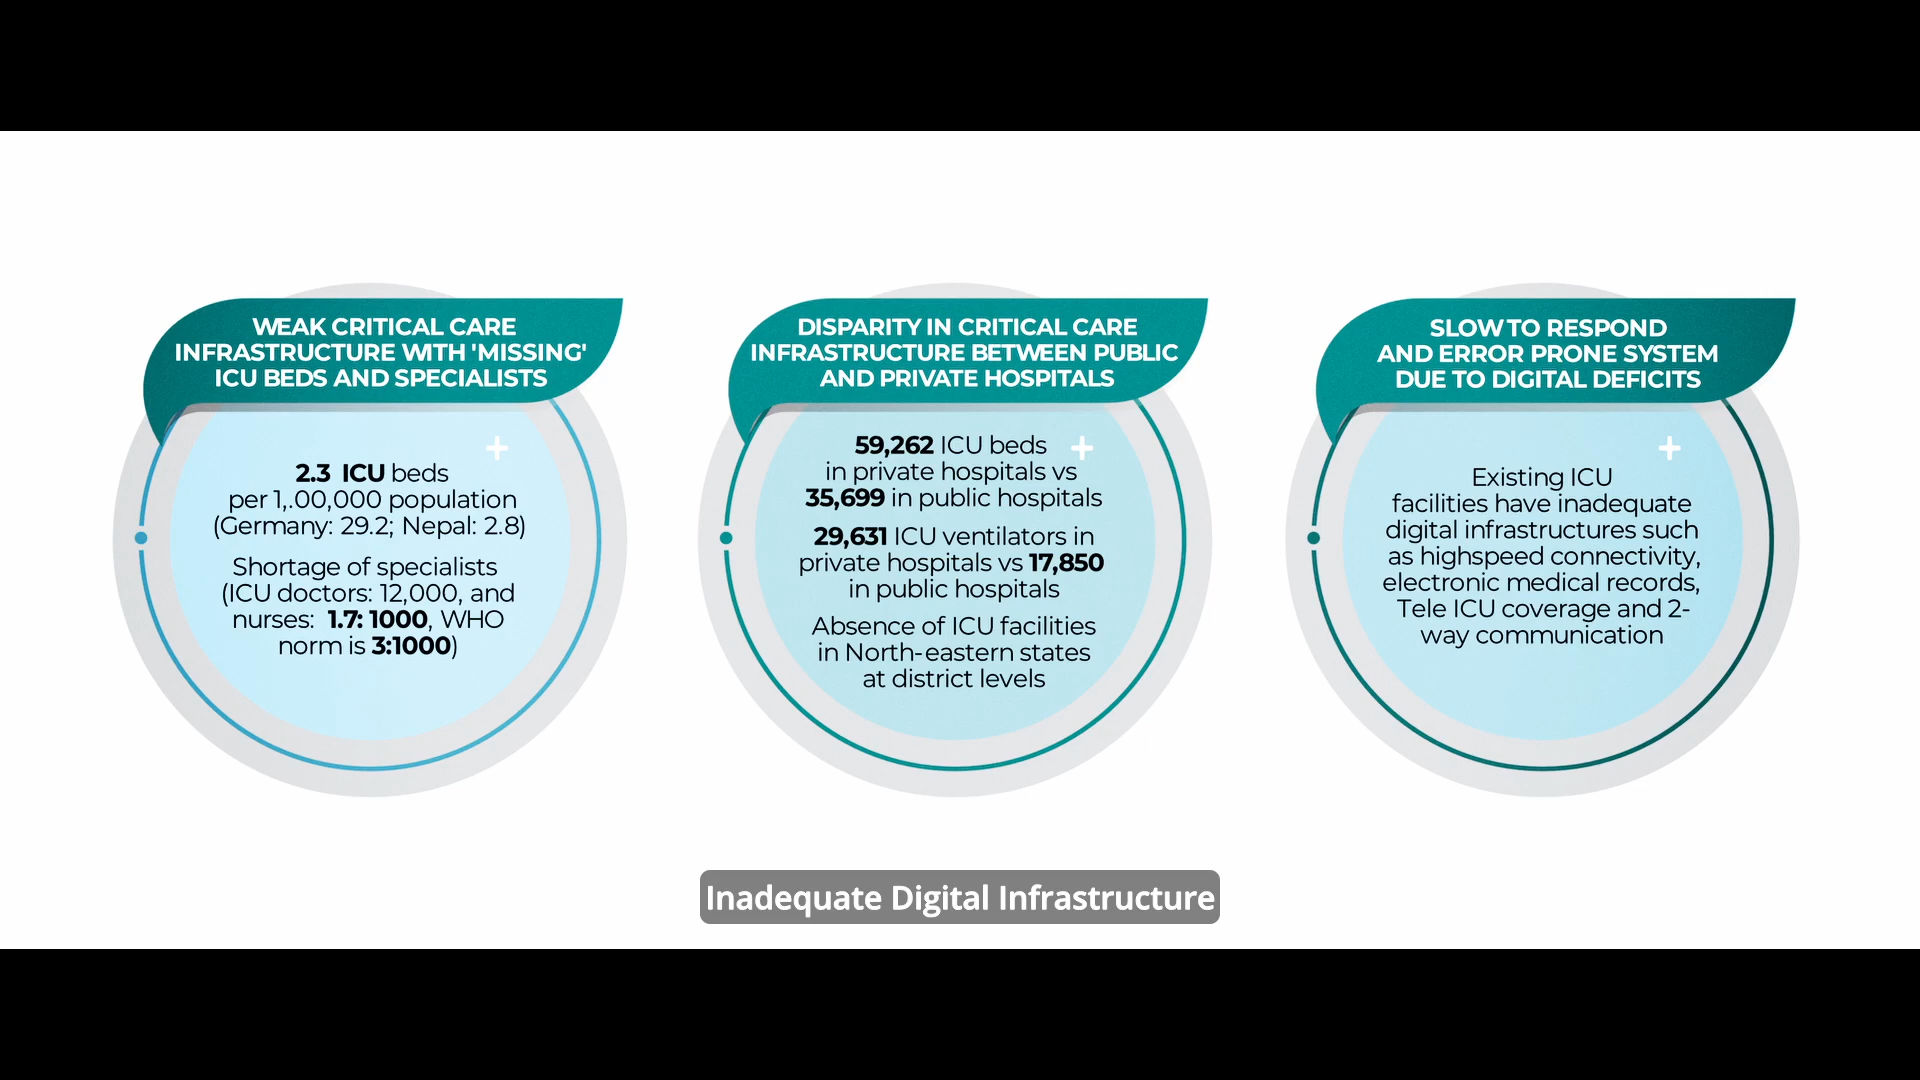 WEAK CRITICAL CARE
INFRASTRUCTURE WITH 'MISSING'
ICU BEDS AND SPECIALISTS
2.3 ICU beds
per 1,.00,000 population
(Germany: 29.2; Nepal: 2.8)
Shortage of specialists
(ICU doctors: 12,000, and
nurses: 1.7: 1000, WHO
norm is 3:1000)
DISPARITY IN CRITICAL CARE
INFRASTRUCTURE BETWEEN PUBLIC
AND PRIVATE HOSPITALS
59,262 ICU beds
in private hospitals vs
35,699 in public hospitals
29,631 ICU ventilators in
private hospitals vs 17,850
in public hospitals
Absence of ICU facilities
in North-eastern states
at district levels
SLOW TO RESPOND
AND ERROR PRONE SYSTEM
DUE TO DIGITAL DEFICITS
Existing ICU
facilities have inadequate
digital infrastructures such
as highspeed connectivity,
electronic medical records,
Tele ICU coverage and 2-
way communication
Inadequate Digital Infrastructure